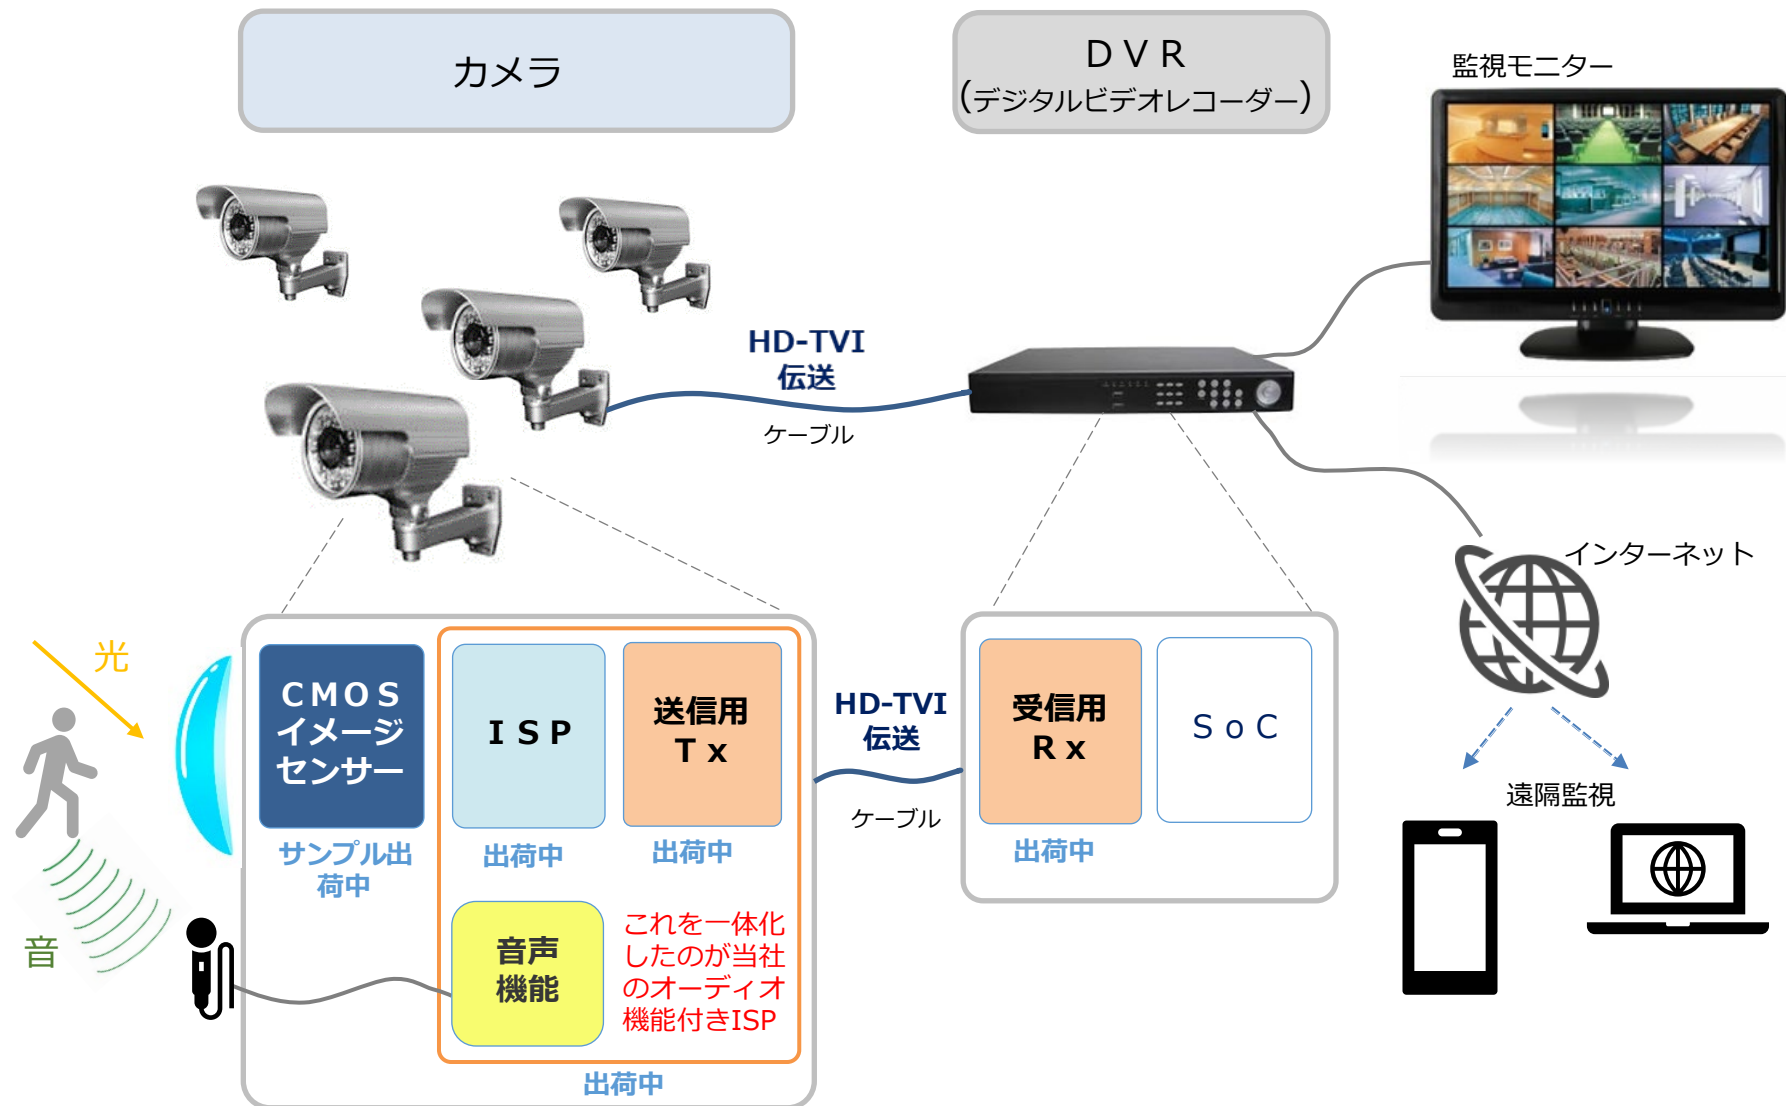 カメラ
ＤＶＲ
(デジタルビデオレコーダー)
監視モニター
HD-TVI
伝送
ケーブル
インターネット
光
CMOS
イメージ
センサー
サンプル出
荷中
ISP
出荷中
送信用
Tx
出荷中
HD-TVI
伝送
ケーブル
受信用
Rx
出荷中
SoC
遠隔監視
音
音声
機能
これを一体化
したのが当社
のオーディオ
機能付きISP
出荷中